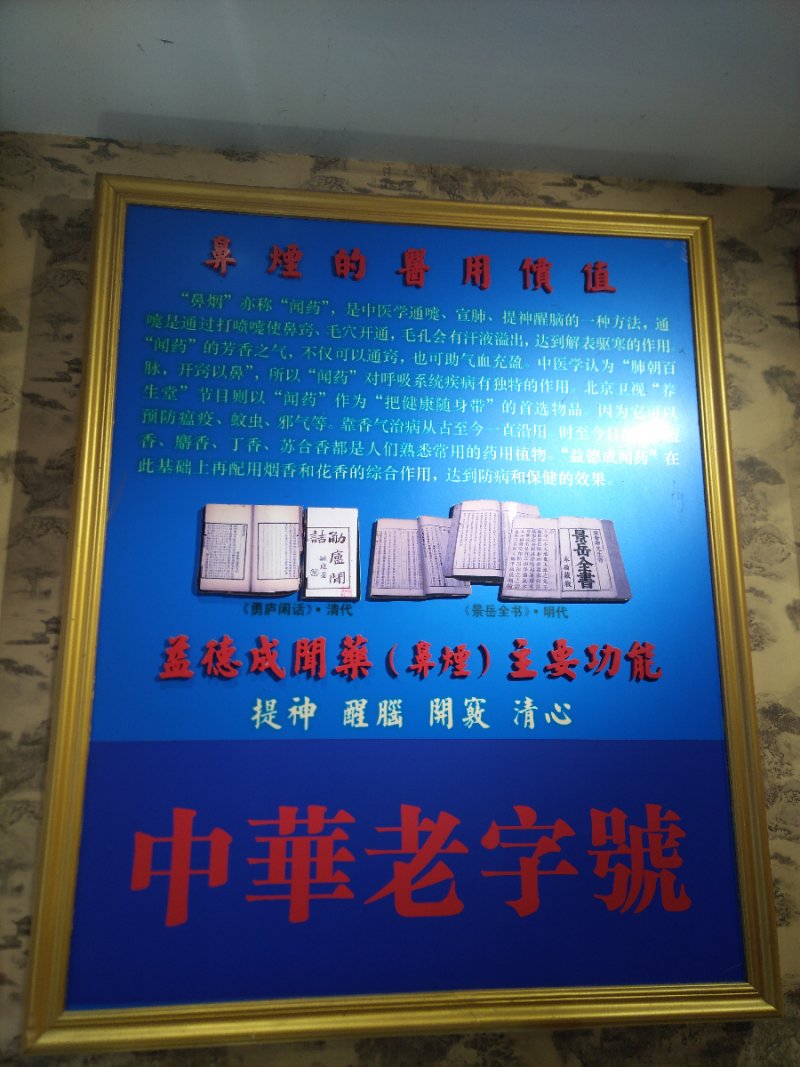 鼻煙的醫用價值
“鼻烟”亦称“闻药”，是中医学通嚏、宣肺、提神醒脑的一种方法，通
嚏是通过打喷嚏使鼻窍、毛穴开通，毛孔会有汗液溢出，达到解表驱寒的作用。
“闻药”的芳香之气，不仅可以通窍，也可助气血充盈。中医学认为“肺朝百
脉，开窍以鼻”，所以“闻药”对呼吸系统疾病有独特的作用。北京卫视“养
生堂”节目则以“闻药”作为“把健康随身带”的首选物品，因为它可以
预防瘟疫、蚊虫、邪气等。靠香气治病从古至今一直沿用，时至今日
香、麝香、丁香、苏台香都是人们熟悉常用的药用植物。“益德成闻药”在
此基础上再配用烟香和花香的综合作用，达到防病和保健的效果。
勇廬閒
話
景岳全書
《勇庐闲话》·清代
《景岳全书》·明代
益德成聞藥（鼻煙）主要功能
提神 醒腦 開竅 清心
中華老字號